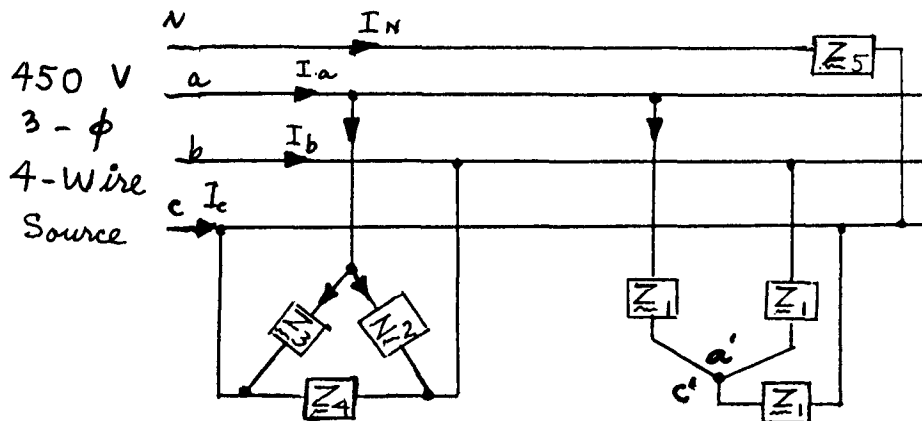 N
I_N
Z_5
450 V
a
I_a
3 - φ
b
I_b
4-Wire
c
I_c
Source
Z_3
Z_2
Z_1
Z_1
a'
c'
Z_4
Z_1